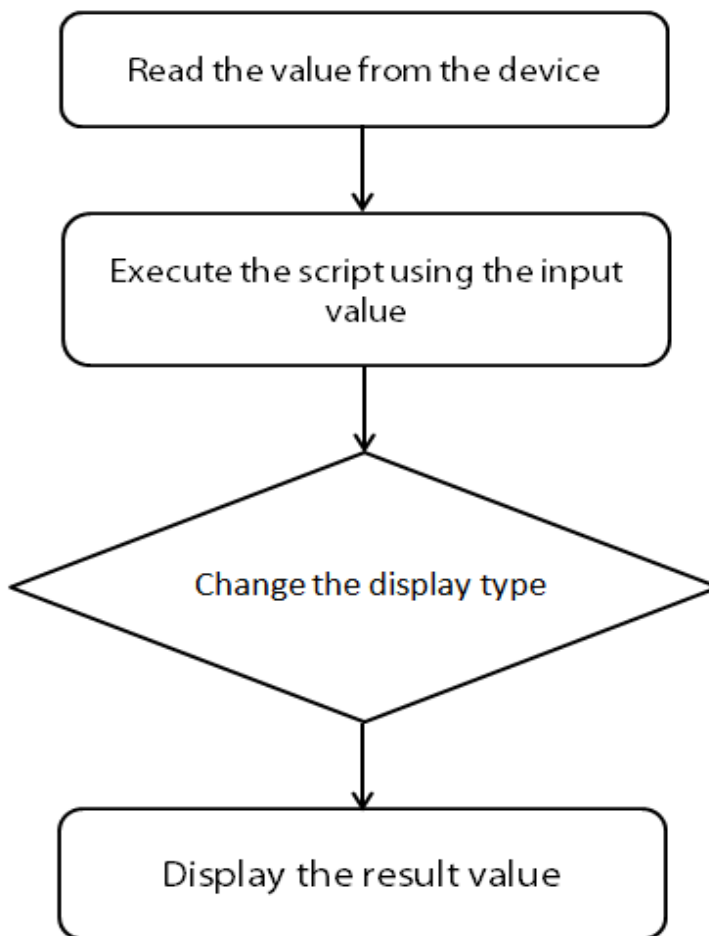 Read the value from the device
Execute the script using the input
value
Change the display type
Display the result value